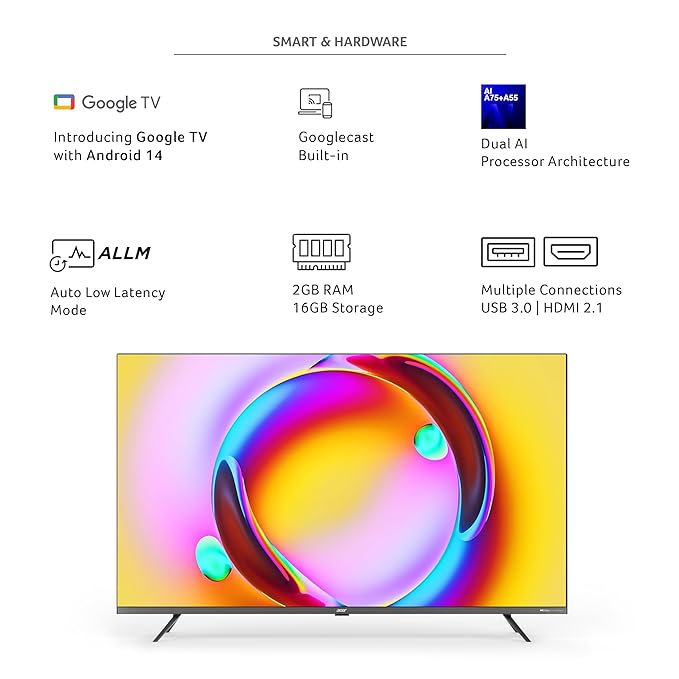 SMART & HARDWARE
Google TV
Introducing Google TV
with Android 14
Googlecast
Built-in
AI
A75+A55
Dual AI
Processor Architecture
ALLM
Auto Low Latency
Mode
2GB RAM
16GB Storage
Multiple Connections
USB 3.0 | HDMI 2.1
acer